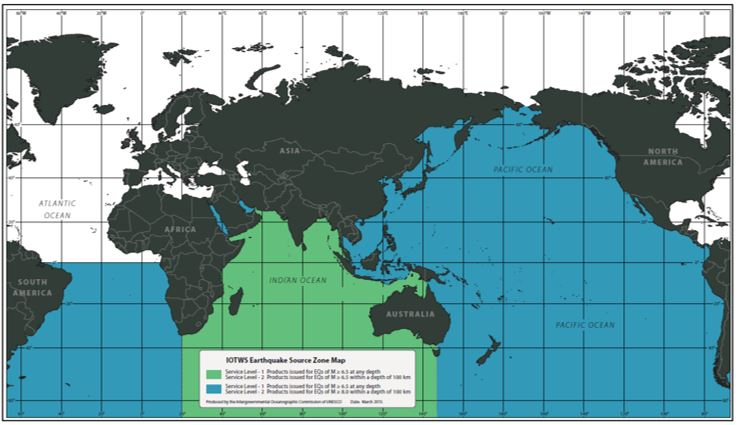 ASIA
NORTH
AMERICA
PACIFIC OCEAN
ATLANTIC
OCEAN
AFRICA
INDIAN OCEAN
SOUTH
AMERICA
AUSTRALIA
PACIFIC OCEAN
IOTWS Earthquake Source Zone Map
Service Level - 1 Products issued for EQs of M ≥ 6.5 at any depth
Service Level - 2 Products issued for EQs of M ≥ 6.5 within a depth of 100 km
Service Level - 1 Products issued for EQs of M ≥ 6.5 at any depth
Service Level - 2 Products issued for EQs of M ≥ 8.0 within a depth of 100 km
Produced by the Intergovernmental Oceanographic Commission of UNESCO Date: March 2015